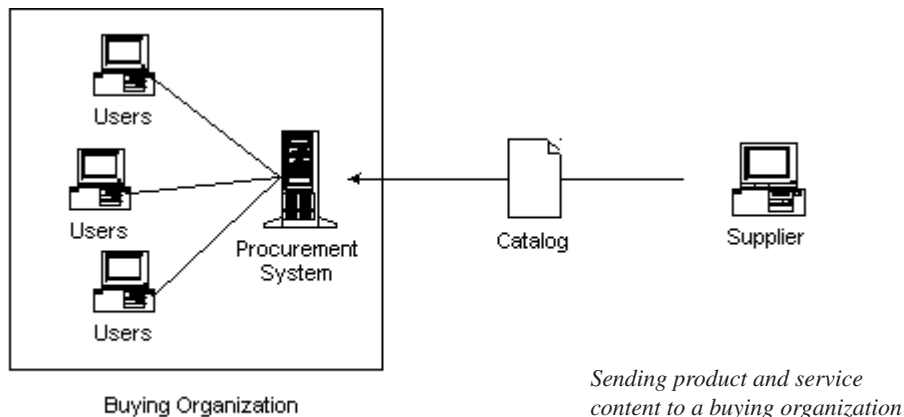 Users
Users
Users
Procurement
System
Catalog
Supplier
Buying Organization
Sending product and service
content to a buying organization